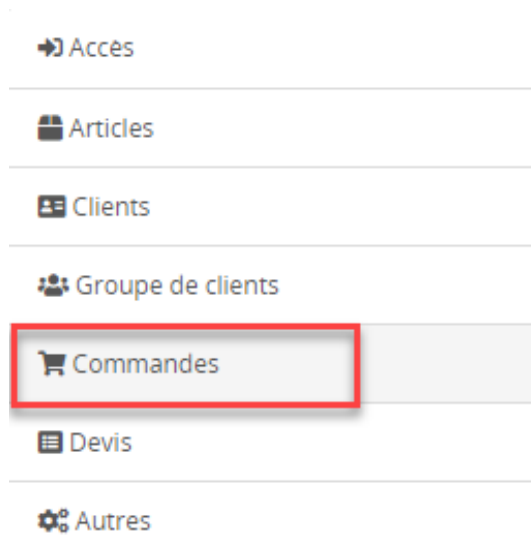 Accès
Articles
Clients
Groupe de clients
Commandes
Devis
Autres